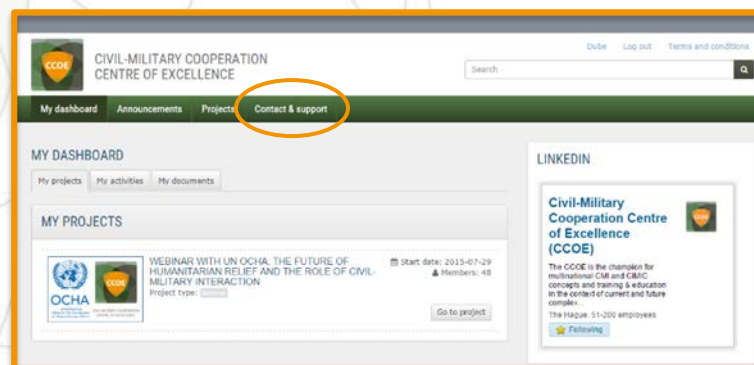 CCOE
CIVIL-MILITARY COOPERATION
CENTRE OF EXCELLENCE
Dube Log out Terms and conditions
Search
My dashboard Announcements Projects Contact & support
MY DASHBOARD
My projects My activities My documents
MY PROJECTS
OCHA
CCOE
WEBINAR WITH UN OCHA: THE FUTURE OF
HUMANITARIAN RELIEF AND THE ROLE OF CIVIL-
MILITARY INTERACTION
Project type:
Start date: 2015-07-29
Members: 48
Go to project
LINKEDIN
Civil-Military
Cooperation Centre
of Excellence
(CCOE)
The CCOE is the champion for
multinational CMI and CIMIC
concepts and training & education
in the context of current and future
complex...
The Hague 51-200 employees
Following